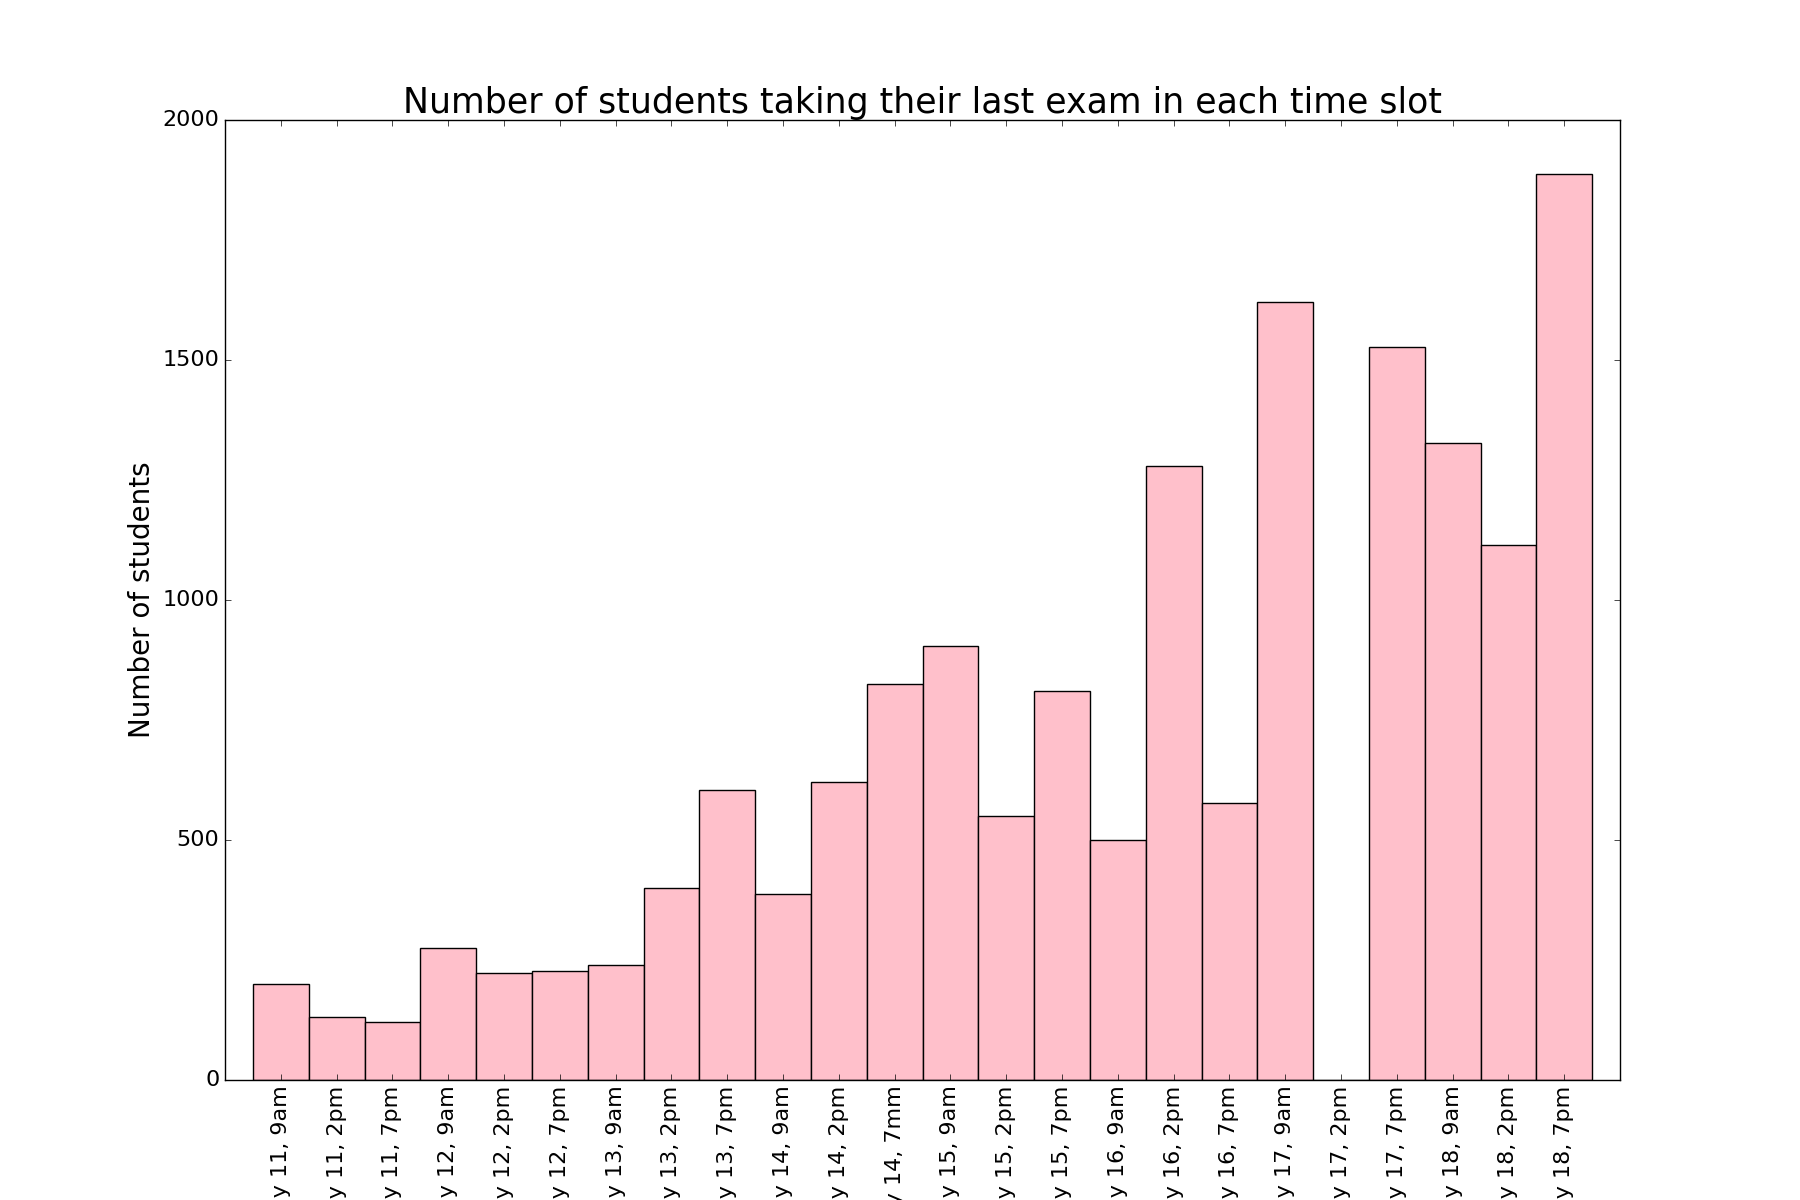 Number of students taking their last exam in each time slot
Number of students
2000
1500
1000
500
0
y 11, 9am
y 11, 2pm
y 11, 7pm
y 12, 9am
y 12, 2pm
y 12, 7pm
y 13, 9am
y 13, 2pm
y 13, 7pm
y 14, 9am
y 14, 2pm
y 14, 7mm
y 15, 9am
y 15, 2pm
y 15, 7pm
y 16, 9am
y 16, 2pm
y 16, 7pm
y 17, 9am
y 17, 2pm
y 17, 7pm
y 18, 9am
y 18, 2pm
y 18, 7pm